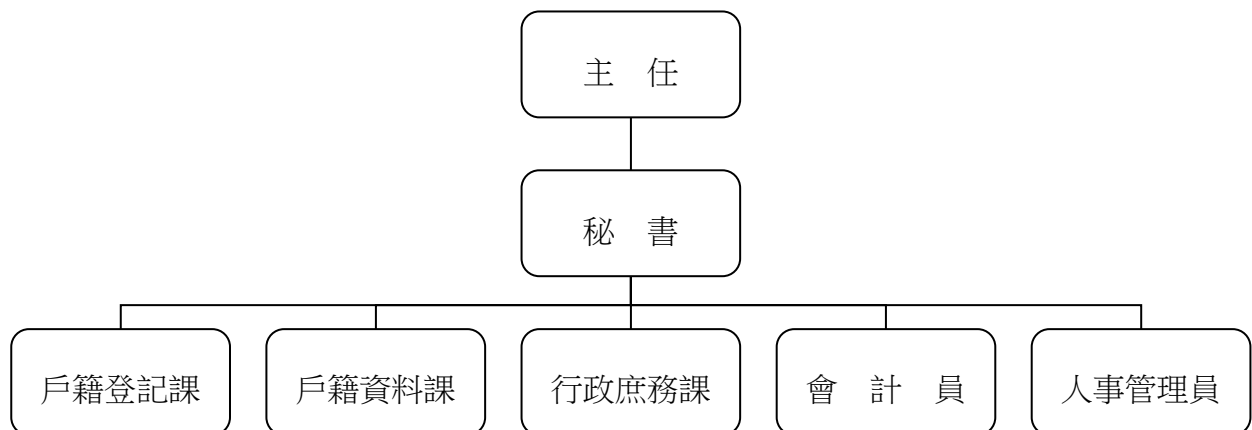 主　任
秘　書
戶籍登記課
戶籍資料課
行政庶務課
會　計　員
人事管理員